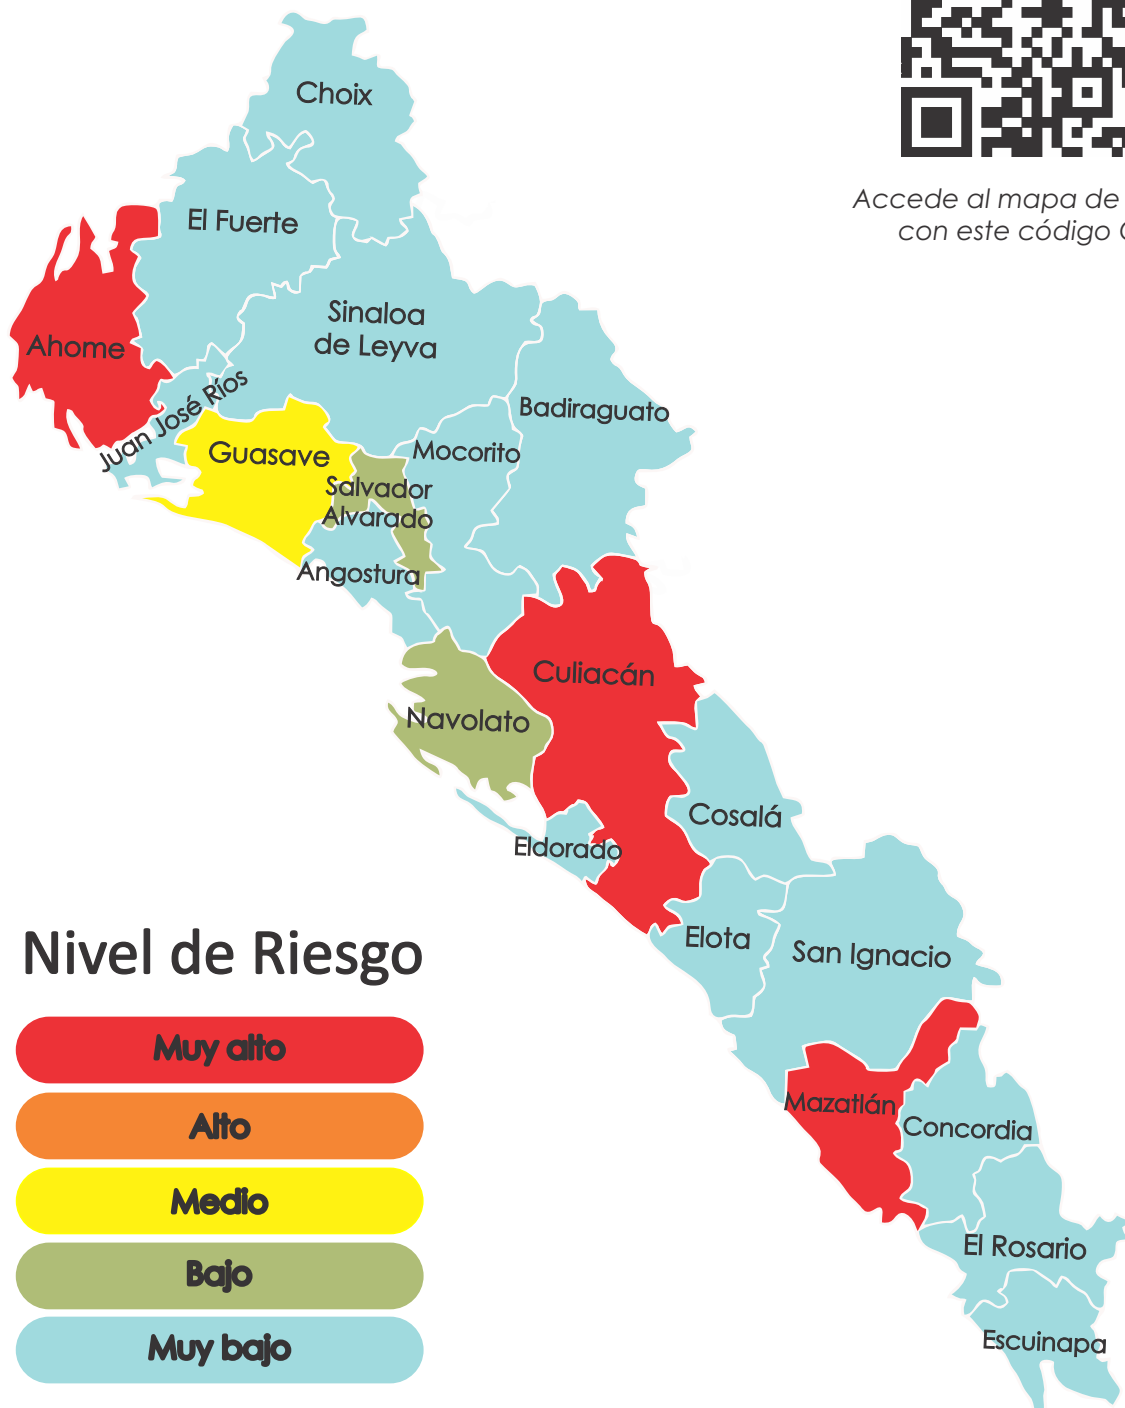 Choix
Accede al mapa de
con este código
El Fuerte
Sinaloa
de Leyva
Ahome
Juan José Ríos
Badiraguato
Guasave
Mocorito
Salvador
Alvarado
Angostura
Culiacán
Navolato
Cosalá
Eldorado
Elota
San Ignacio
Nivel de Riesgo
Muy alto
Alto
Medio
Bajo
Muy bajo
Mazatlán
Concordia
El Rosario
Escuinapa